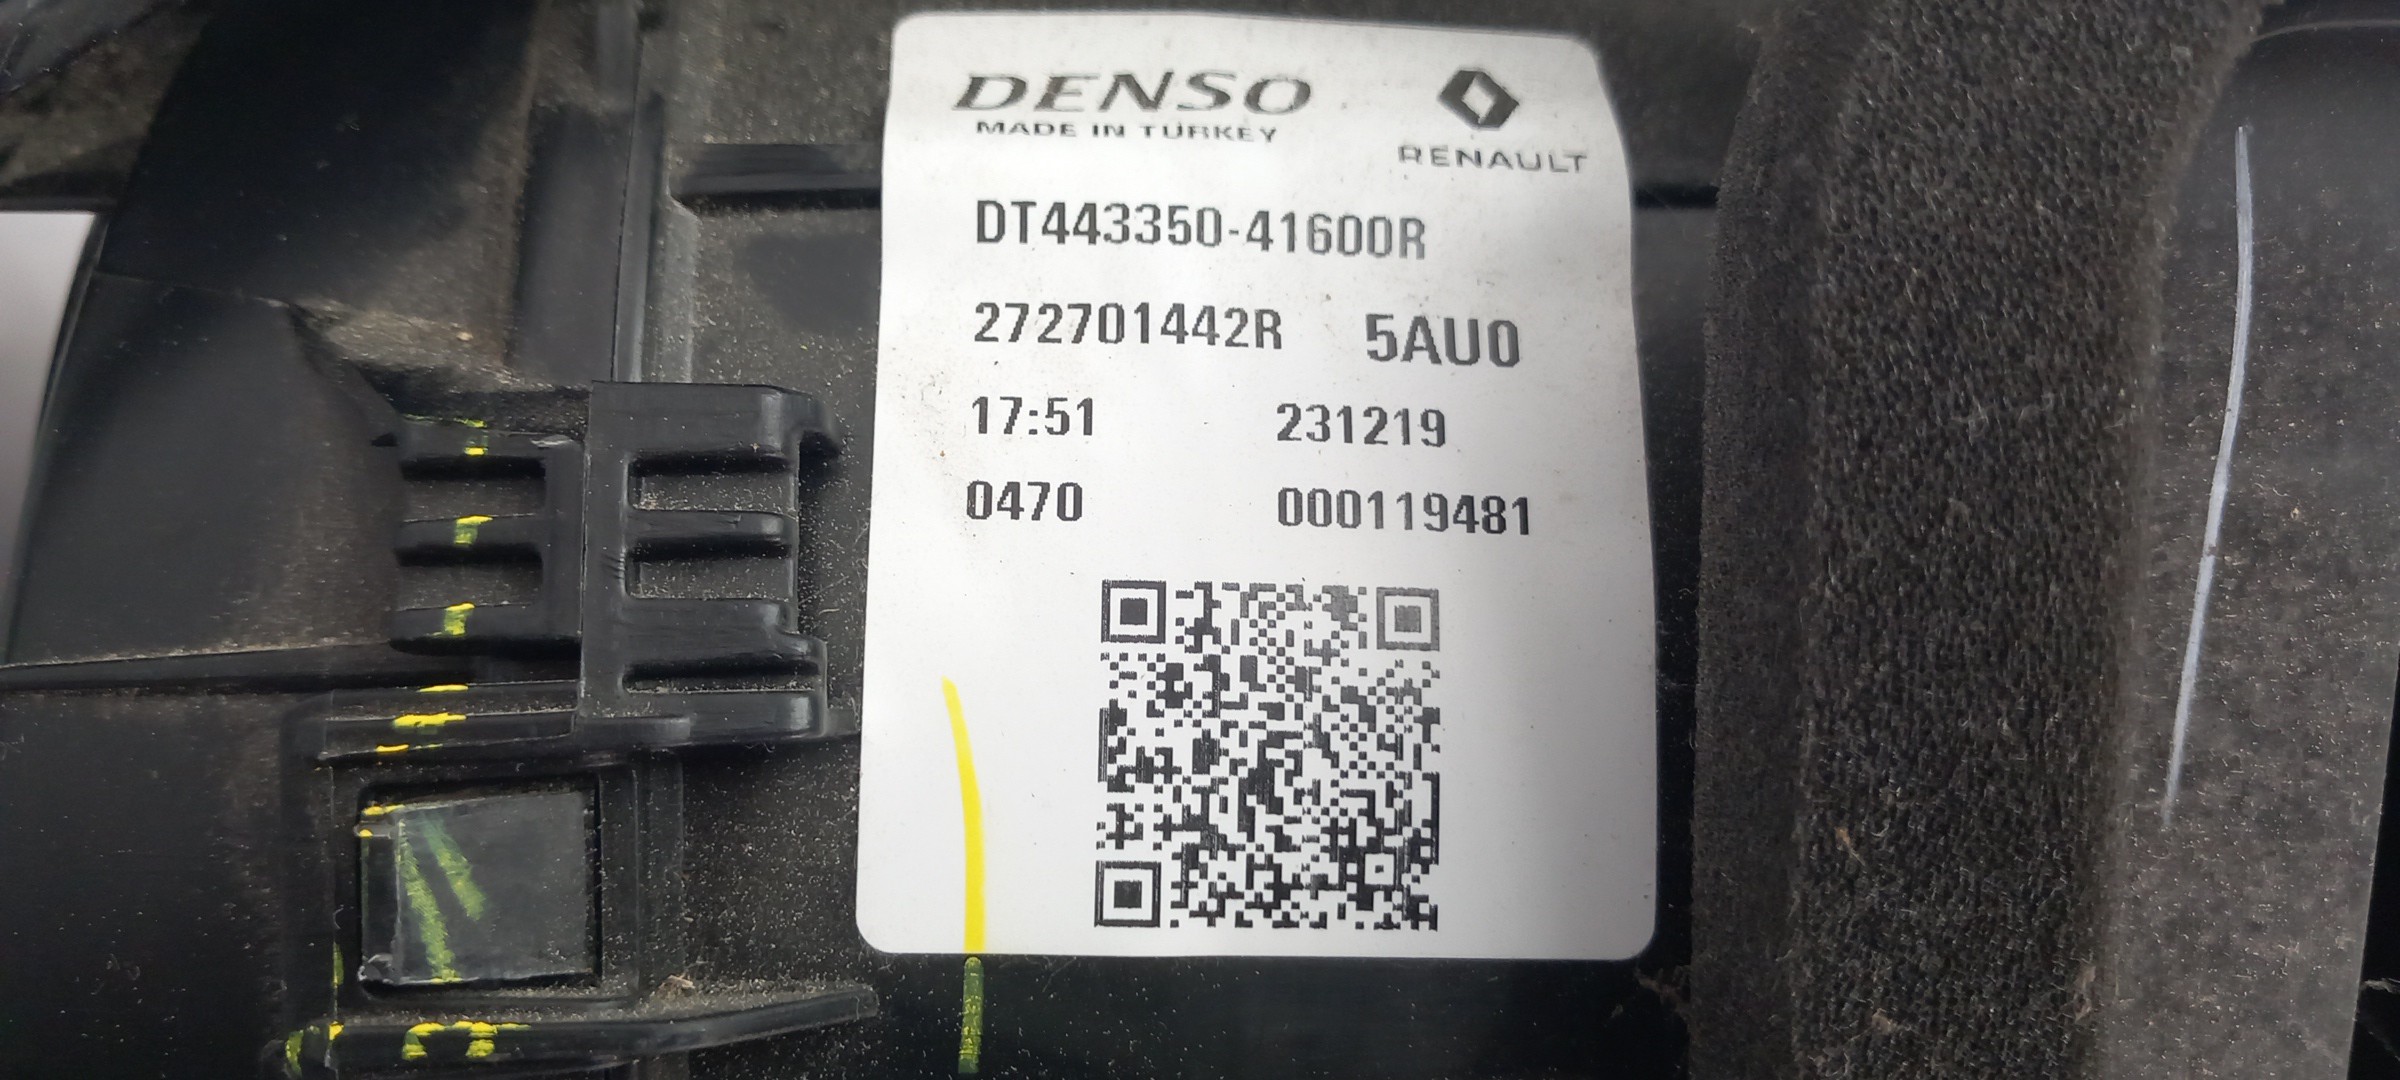 DENSO
MADE IN TURKEY
RENAULT
DT443350-41600R
272701442R 5AU0
17:51 231219
0470 000119481